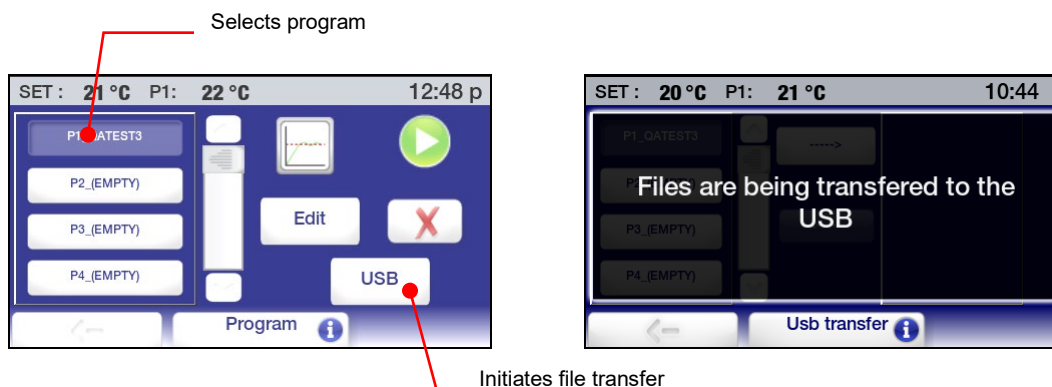 Selects program
SET : 21 °C P1: 22 °C 12:48 p
P1_QATEST3
P2_(EMPTY)
P3_(EMPTY)
P4_(EMPTY)
Edit
USB
Program
Initiates file transfer
SET : 20 °C P1: 21 °C 10:44
P1_QATEST3
----->
Files are being transfered to the
USB
P3_(EMPTY)
P4_(EMPTY)
Usb transfer